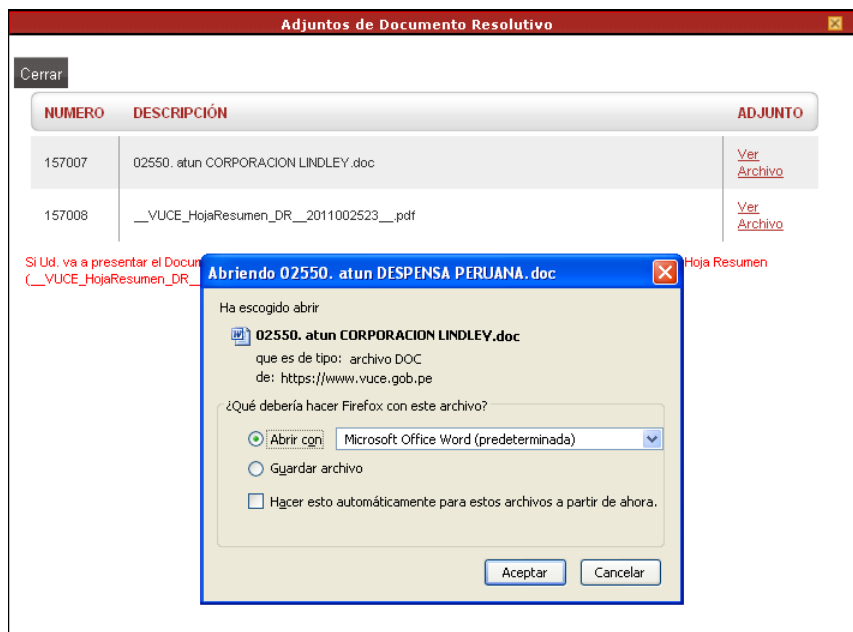 Adjuntos de Documento Resolutivo
Cerrar
NUMERO DESCRIPCIÓN ADJUNTO
157007 02550. atun CORPORACION LINDLEY.doc Ver Archivo
157008 __VUCE_HojaResumen_DR__2011002523__.pdf Ver Archivo
Si Ud. va a presentar el Docum Hoja Resumen
(__VUCE_HojaResumen_DR_
Abriendo 02550. atun DESPENSA PERUANA.doc
Ha escogido abrir
02550. atun CORPORACION LINDLEY.doc
que es de tipo: archivo DOC
de: https://www.vuce.gob.pe
¿Qué debería hacer Firefox con este archivo?
Abrir con Microsoft Office Word (predeterminada)
Guardar archivo
Hacer esto automáticamente para estos archivos a partir de ahora.
Aceptar Cancelar